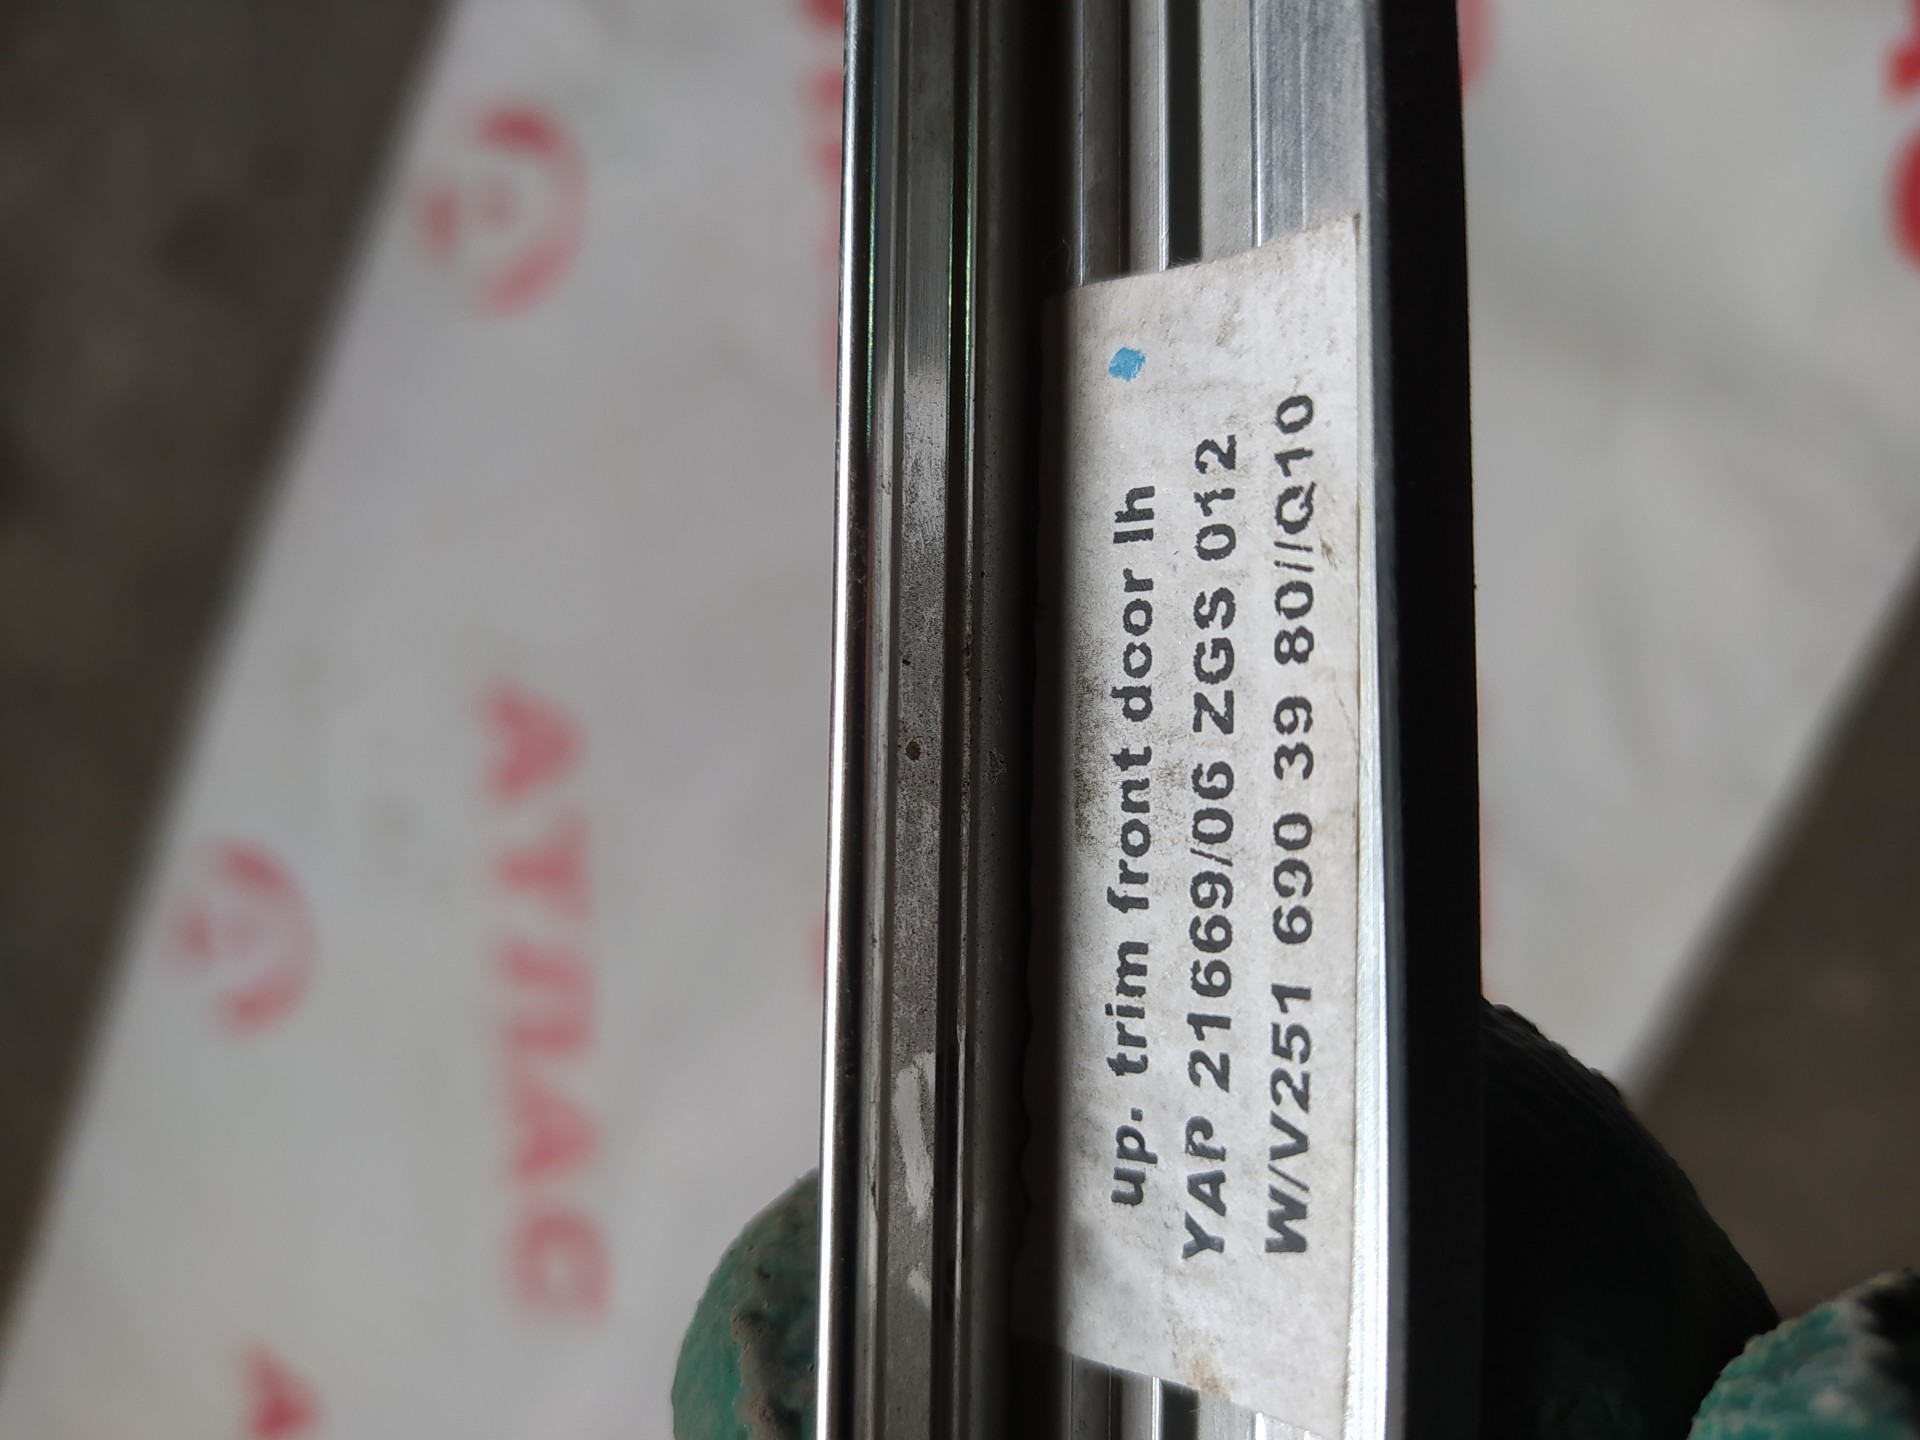 up. trim front door lh
YAP 21669/06 ZGS 012
W/V251 690 39 80//Q10
АТЛАС